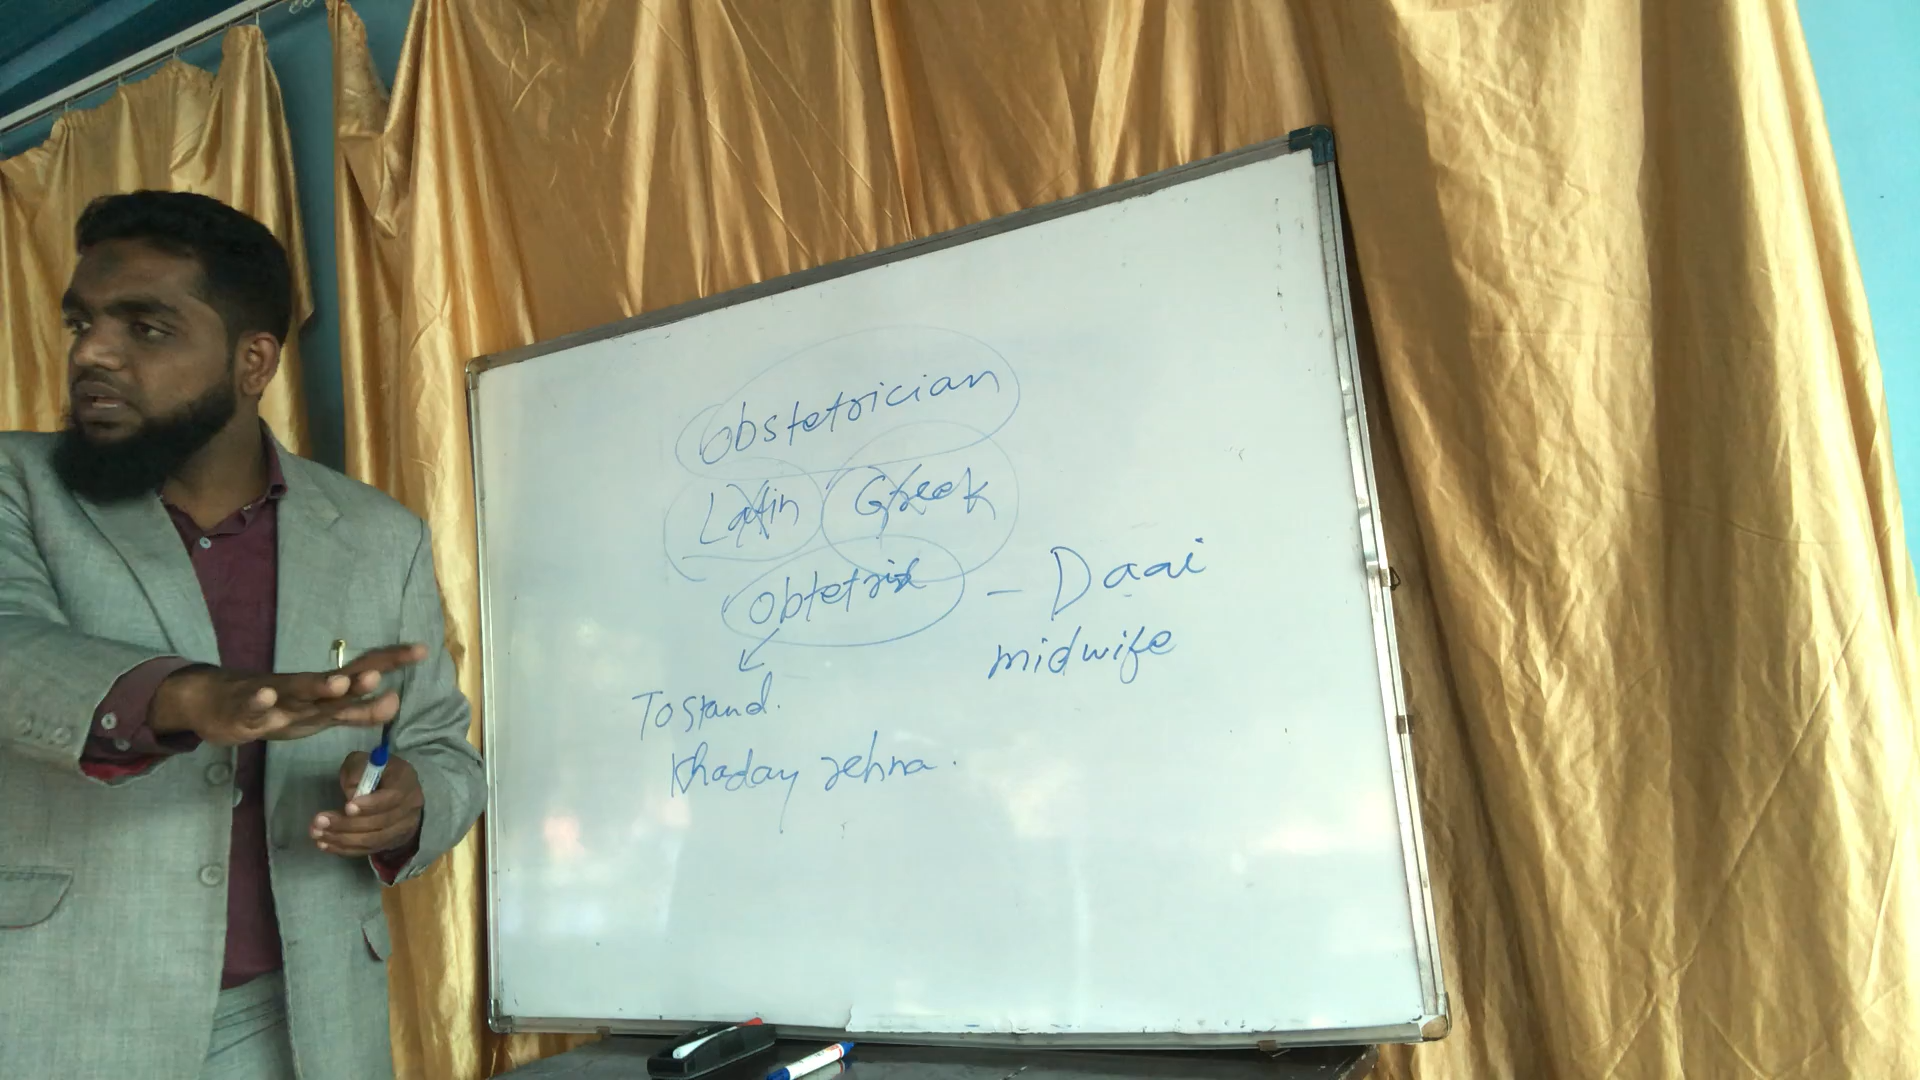 obstetrician
Latin Greek
obtetrix – Daai
midwife
To stand.
Khaday rehna.